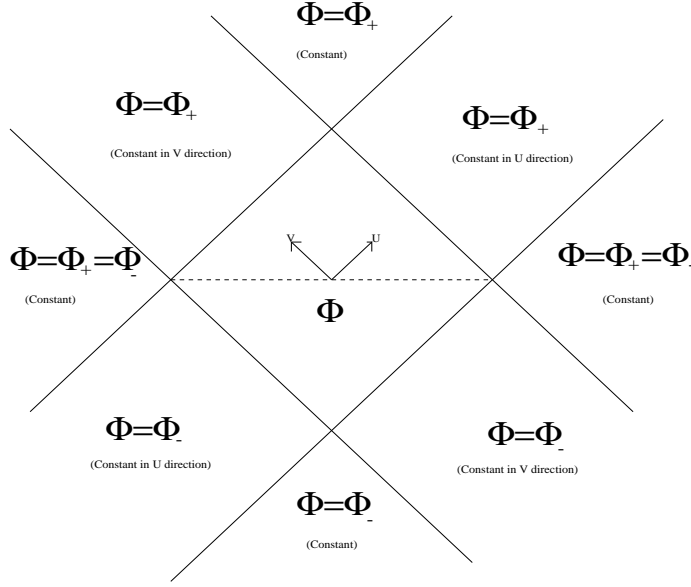 Φ=Φ₊
(Constant)
Φ=Φ₊
(Constant in V direction)
Φ=Φ₊
(Constant in U direction)
V
U
Φ=Φ₊=Φ₋
(Constant)
Φ=Φ₊=Φ₋
(Constant)
Φ
Φ=Φ₋
(Constant in U direction)
Φ=Φ₋
(Constant in V direction)
Φ=Φ₋
(Constant)